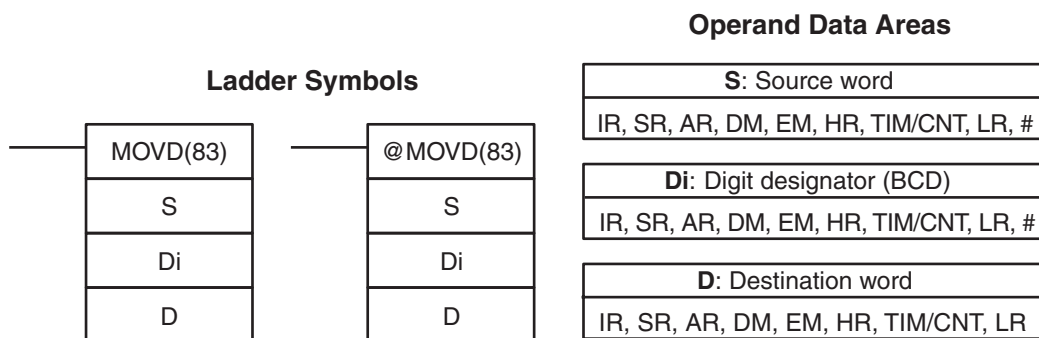 Operand Data Areas
Ladder Symbols
MOVD(83)
S
Di
D
@MOVD(83)
S
Di
D
S: Source word
IR, SR, AR, DM, EM, HR, TIM/CNT, LR, #
Di: Digit designator (BCD)
IR, SR, AR, DM, EM, HR, TIM/CNT, LR, #
D: Destination word
IR, SR, AR, DM, EM, HR, TIM/CNT, LR